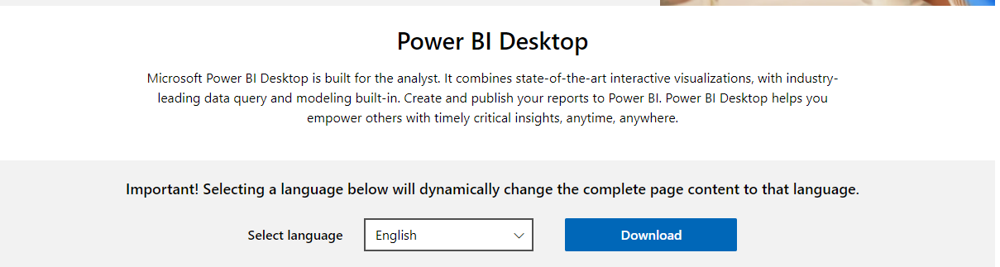 Power BI Desktop
Microsoft Power BI Desktop is built for the analyst. It combines state-of-the-art interactive visualizations, with industry-
leading data query and modeling built-in. Create and publish your reports to Power BI. Power BI Desktop helps you
empower others with timely critical insights, anytime, anywhere.
Important! Selecting a language below will dynamically change the complete page content to that language.
Select language English Download